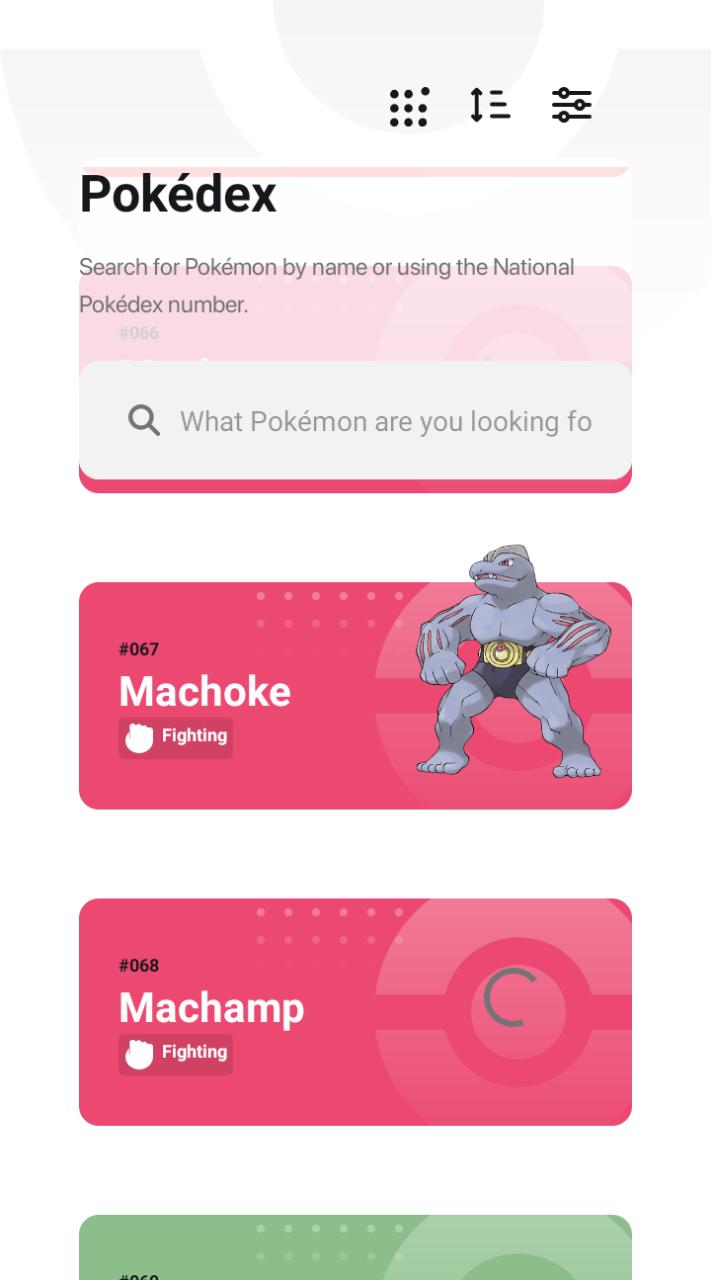 Pokédex
Search for Pokémon by name or using the National
Pokédex number.
#066
What Pokémon are you looking fo
#067
Machoke
Fighting
#068
Machamp
Fighting